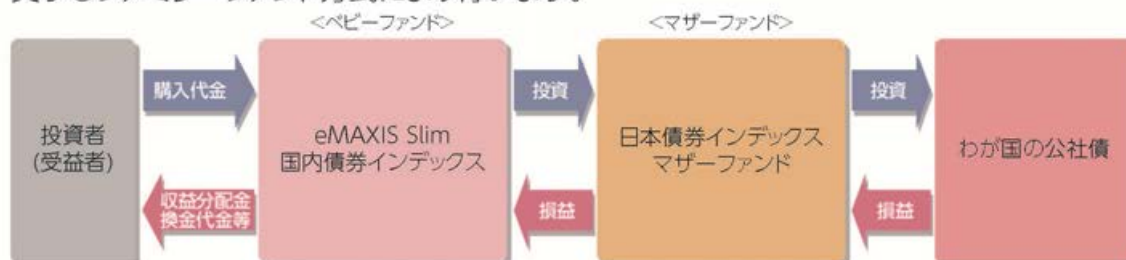 <ベビーファンド>
<マザーファンド>
投資者
(受益者)
購入代金
収益分配金
換金代金等
eMAXIS Slim
国内債券インデックス
投資
損益
日本債券インデックス
マザーファンド
投資
損益
わが国の公社債